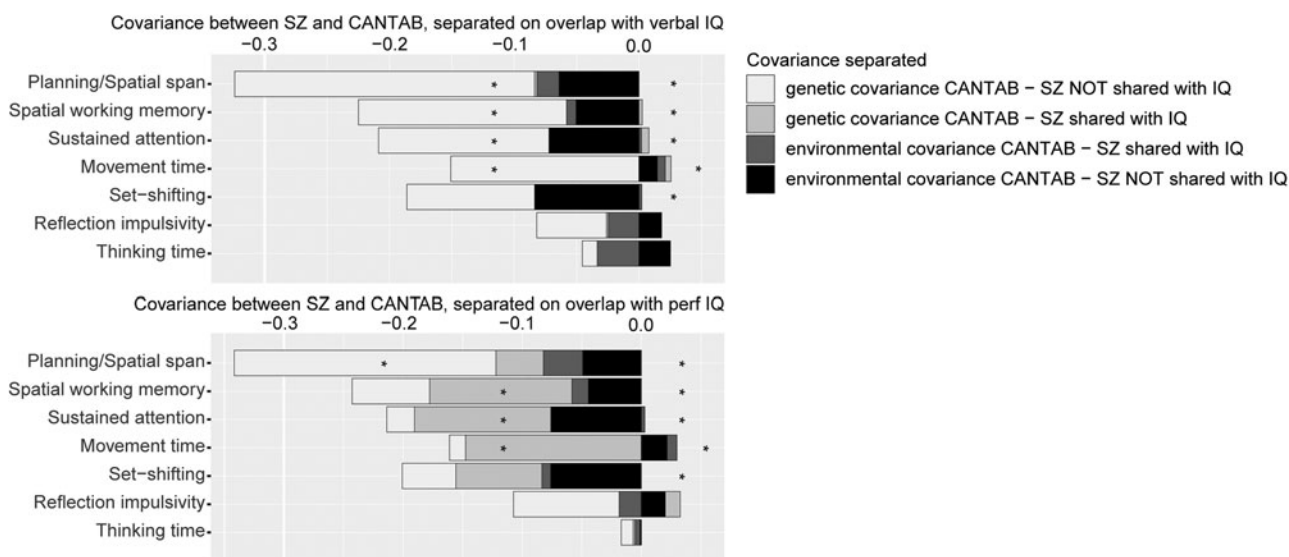 Covariance between SZ and CANTAB, separated on overlap with verbal IQ
−0.3 −0.2 −0.1 0.0
Planning/Spatial span * *
Spatial working memory * *
Sustained attention * *
Movement time * *
Set−shifting *
Reflection impulsivity
Thinking time
Covariance separated
genetic covariance CANTAB − SZ NOT shared with IQ
genetic covariance CANTAB − SZ shared with IQ
environmental covariance CANTAB − SZ shared with IQ
environmental covariance CANTAB − SZ NOT shared with IQ
Covariance between SZ and CANTAB, separated on overlap with perf IQ
−0.3 −0.2 −0.1 0.0
Planning/Spatial span * *
Spatial working memory * *
Sustained attention * *
Movement time * *
Set−shifting *
Reflection impulsivity
Thinking time